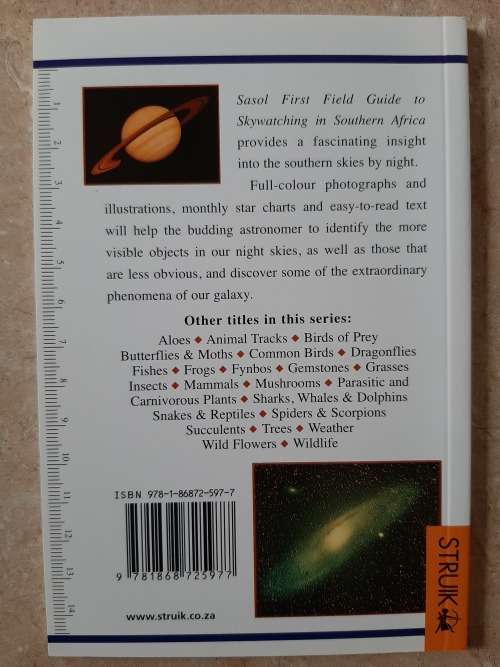 Sasol First Field Guide to
Skywatching in Southern Africa
provides a fascinating insight
into the southern skies by night.
Full-colour photographs and
illustrations, monthly star charts and easy-to-read text
will help the budding astronomer to identify the more
visible objects in our night skies, as well as those that
are less obvious, and discover some of the extraordinary
phenomena of our galaxy.
Other titles in this series:
Aloes ◆ Animal Tracks ◆ Birds of Prey
Butterflies & Moths ◆ Common Birds ◆ Dragonflies
Fishes ◆ Frogs ◆ Fynbos ◆ Gemstones ◆ Grasses
Insects ◆ Mammals ◆ Mushrooms ◆ Parasitic and
Carnivorous Plants ◆ Sharks, Whales & Dolphins
Snakes & Reptiles ◆ Spiders & Scorpions
Succulents ◆ Trees ◆ Weather
Wild Flowers ◆ Wildlife
ISBN 978-1-86872-597-7
9 781868 725977
www.struik.co.za
STRUIK
1
2
3
4
5
6
7
8
9
10
11
12
13
14